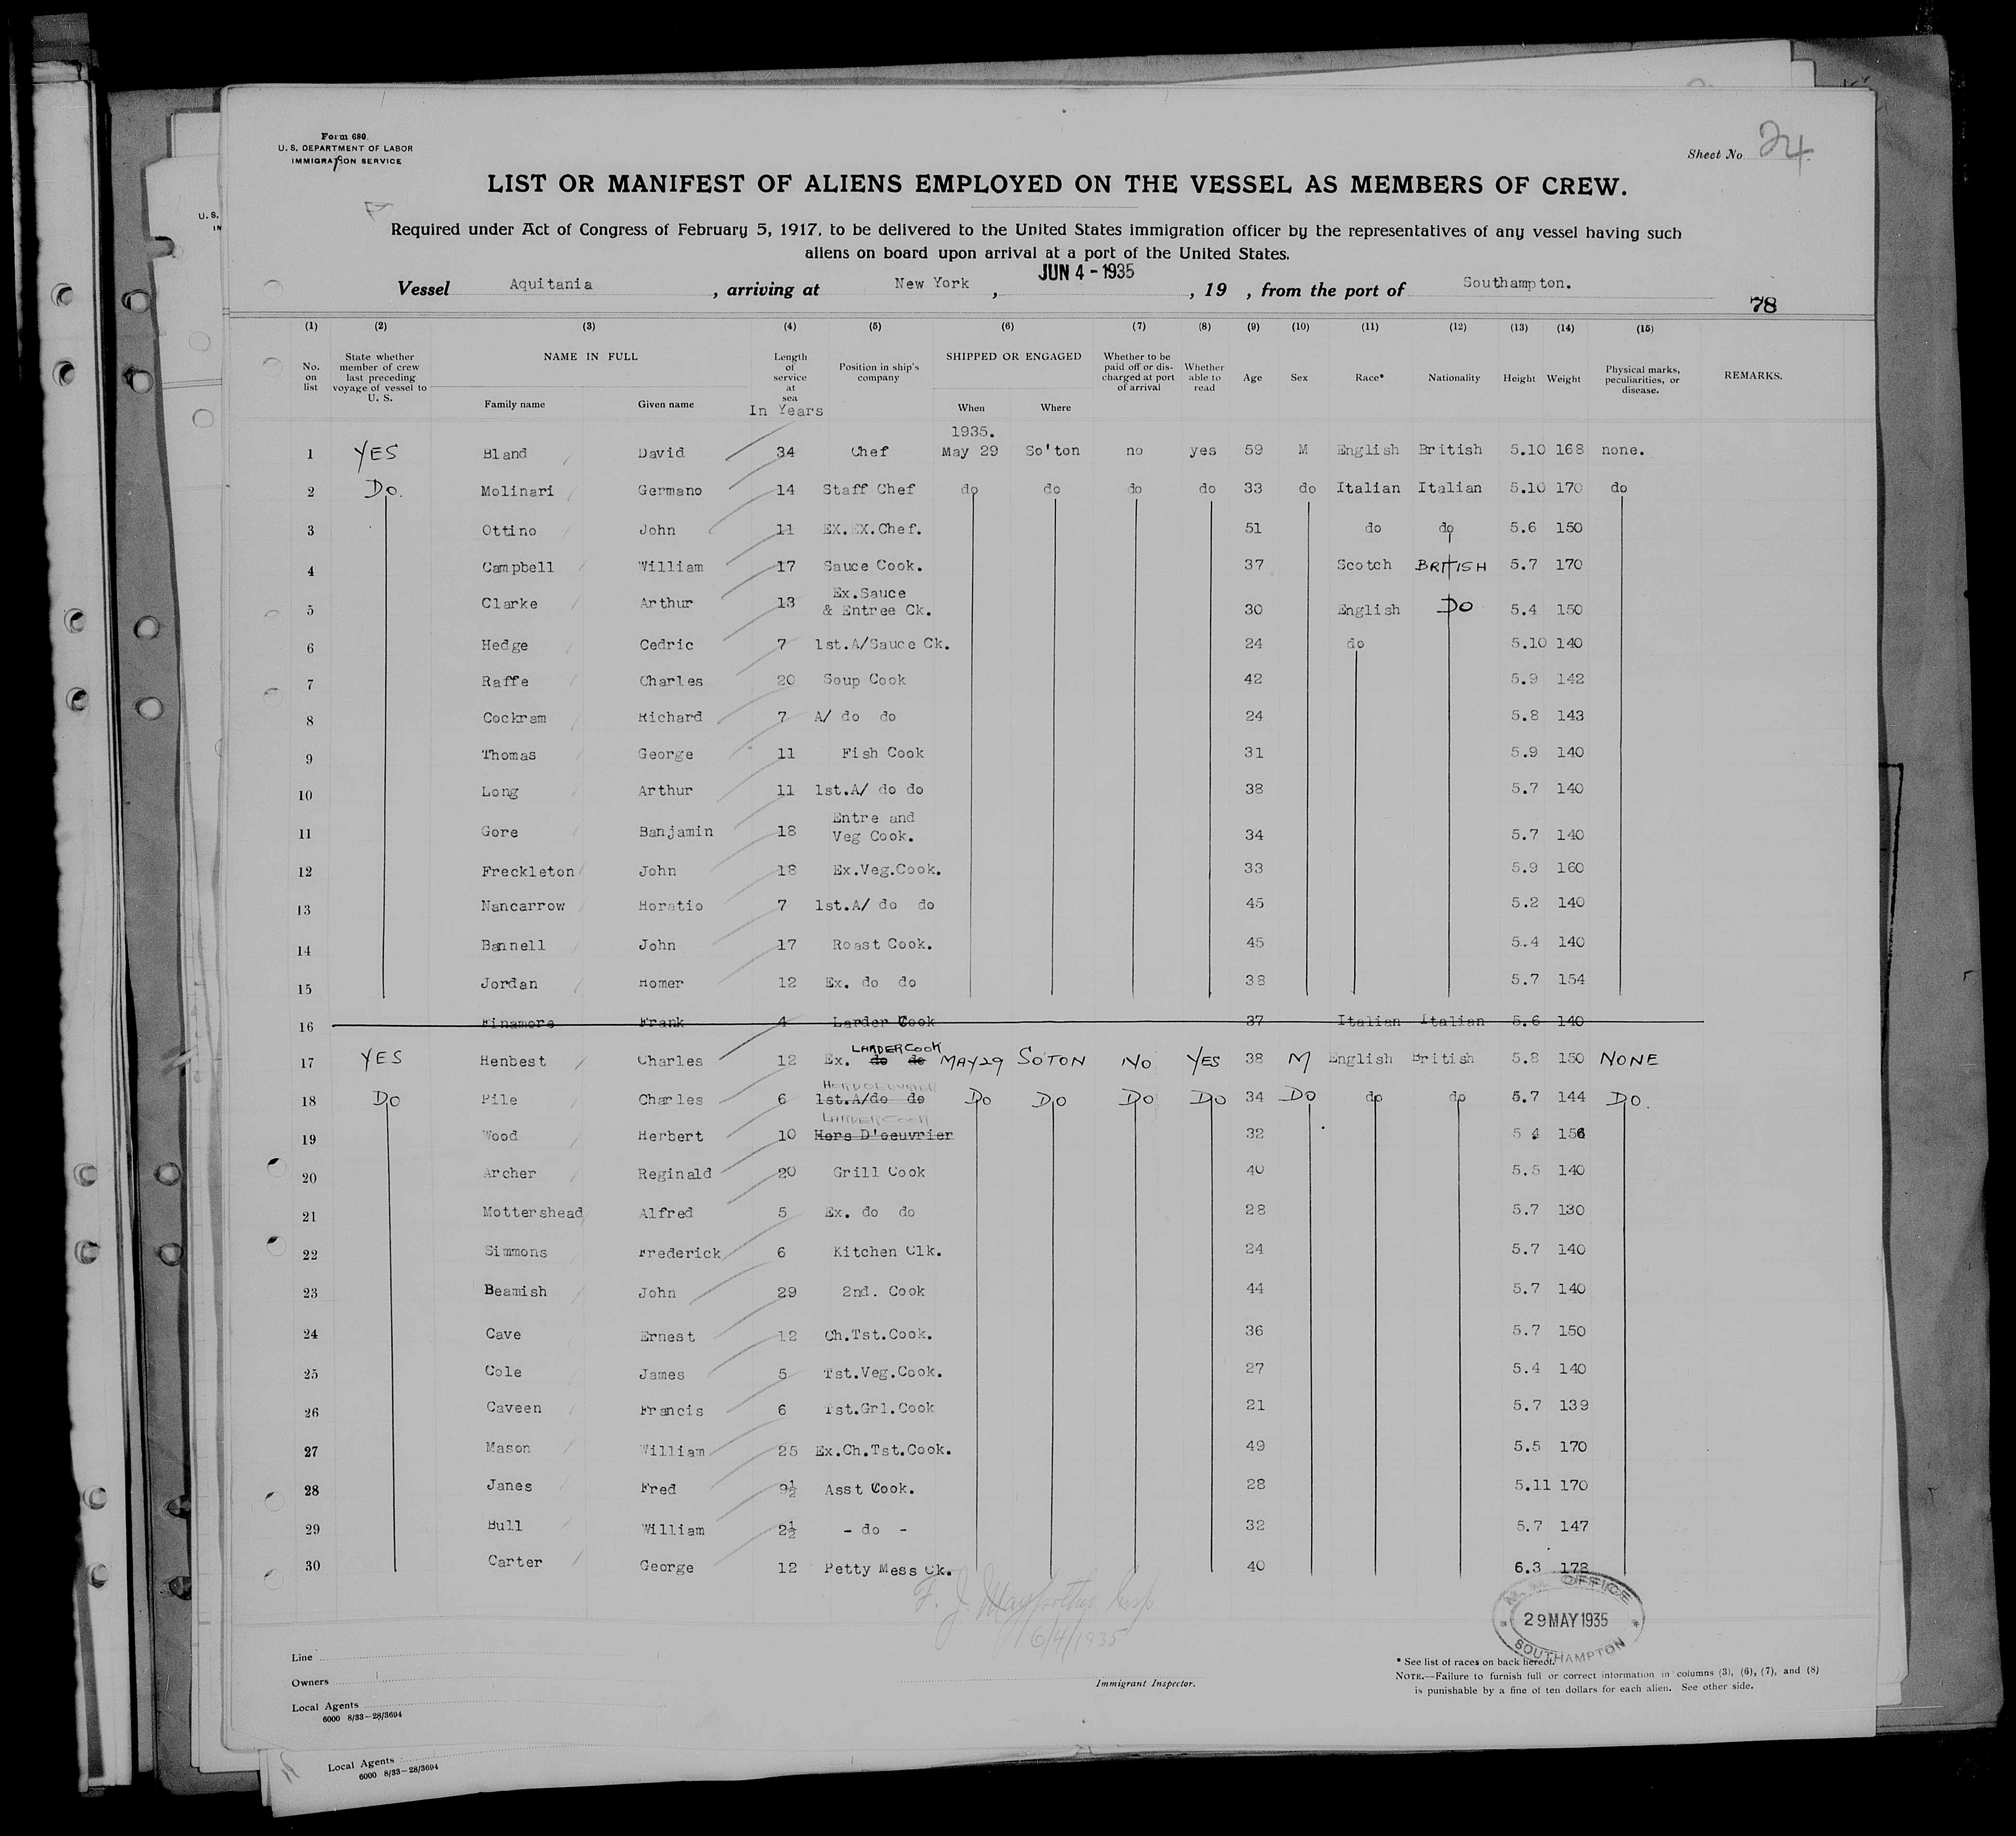 Form 680.
U. S. DEPARTMENT OF LABOR
IMMIGRATION SERVICE
Sheet No. 24
LIST OR MANIFEST OF ALIENS EMPLOYED ON THE VESSEL AS MEMBERS OF CREW.
Required under Act of Congress of February 5, 1917, to be delivered to the United States immigration officer by the representatives of any vessel having such
aliens on board upon arrival at a port of the United States.
Vessel Aquitania, arriving at New York, JUN 4 - 1935, 19 , from the port of Southampton.
78
(1) (2) (3) (4) (5) (6) (7) (8) (9) (10) (11) (12) (13) (14) (15)
No. on list State whether member of crew last preceding voyage of vessel to U. S. NAME IN FULL Family name Given name Length of service at sea In Years Position in ship's company SHIPPED OR ENGAGED When Where Whether to be paid off or discharged at port of arrival Whether able to read Age Sex Race* Nationality Height Weight Physical marks, peculiarities, or disease. REMARKS.
1935.
1 YES Bland David 34 Chef May 29 So'ton no yes 59 M English British 5.10 168 none.
2 Do. Molinari Germano 14 Staff Chef do do do do 33 do Italian Italian 5.10 170 do
3 Ottino John 11 EX.EX.Chef. 51 do do 5.6 150
4 Campbell William 17 Sauce Cook. 37 Scotch BRITISH 5.7 170
5 Clarke Arthur 13 Ex.Sauce & Entree Ck. 30 English DO 5.4 150
6 Hedge Cedric 7 1st.A/Sauce Ck. 24 do 5.10 140
7 Raffe Charles 20 Soup Cook 42 5.9 142
8 Cockram Richard 7 A/ do do 24 5.8 143
9 Thomas George 11 Fish Cook 31 5.9 140
10 Long Arthur 11 1st.A/ do do 38 5.7 140
11 Gore Banjamin 18 Entre and Veg Cook. 34 5.7 140
12 Freckleton John 18 Ex.Veg.Cook. 33 5.9 160
13 Nancarrow Horatio 7 1st.A/ do do 45 5.2 140
14 Bannell John 17 Roast Cook. 45 5.4 140
15 Jordan Homer 12 Ex. do do 38 5.7 154
16 Finamore Frank 4 Larder Cook 37 Italian Italian 5.6 140
17 YES Henbest Charles 12 Ex. do do LARDER COOK MAY 29 SOTON NO YES 38 M English British 5.8 150 NONE
18 DO Pile Charles 6 HORDOEUVRIER 1st.A/do do DO DO DO DO 34 DO do do 5.7 144 DO.
19 Wood Herbert 10 LARDER COOK Hors D'oeuvrier 32 5 4 156
20 Archer Reginald 20 Grill Cook 40 5.5 140
21 Mottershead Alfred 5 Ex. do do 28 5.7 130
22 Simmons Frederick 6 Kitchen Clk. 24 5.7 140
23 Beamish John 29 2nd. Cook 44 5.7 140
24 Cave Ernest 12 Ch.Tst.Cook. 36 5.7 150
25 Cole James 5 Tst.Veg.Cook. 27 5.4 140
26 Caveen Francis 6 Tst.Grl.Cook 21 5.7 139
27 Mason William 25 Ex.Ch.Tst.Cook. 49 5.5 170
28 Janes Fred 9½ Asst Cook. 28 5.11 170
29 Bull William 2½ - do - 32 5.7 147
30 Carter George 12 Petty Mess Ck. 40 6.3 178
F. J.
6/4/1935
OFFICE
29 MAY 1935
SOUTHAMPTON
Line
Owners
Local Agents
6000 8/33-28/3694
Immigrant Inspector.
* See list of races on back hereof.
NOTE.—Failure to furnish full or correct information in columns (3), (6), (7), and (8)
is punishable by a fine of ten dollars for each alien. See other side.
Local Agents
6000 8/33-28/3694